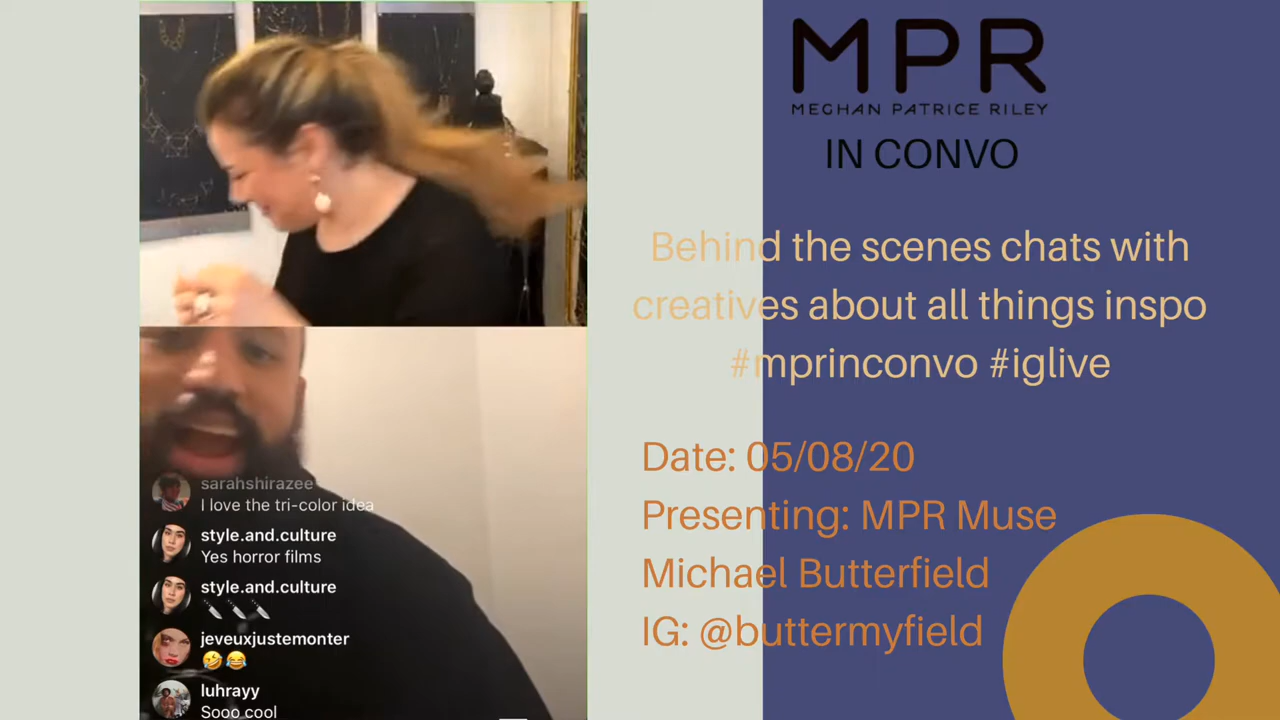 sarahshirazee
I love the tri-color idea
style.and.culture
Yes horror films
style.and.culture
🔪🔪🔪
jeveuxjustemonter
🤣😂
luhrayy
Sooo cool
MPR
MEGHAN PATRICE RILEY
IN CONVO
Behind the scenes chats with
creatives about all things inspo
#mprinconvo #iglive
Date: 05/08/20
Presenting: MPR Muse
Michael Butterfield
IG: @buttermyfield